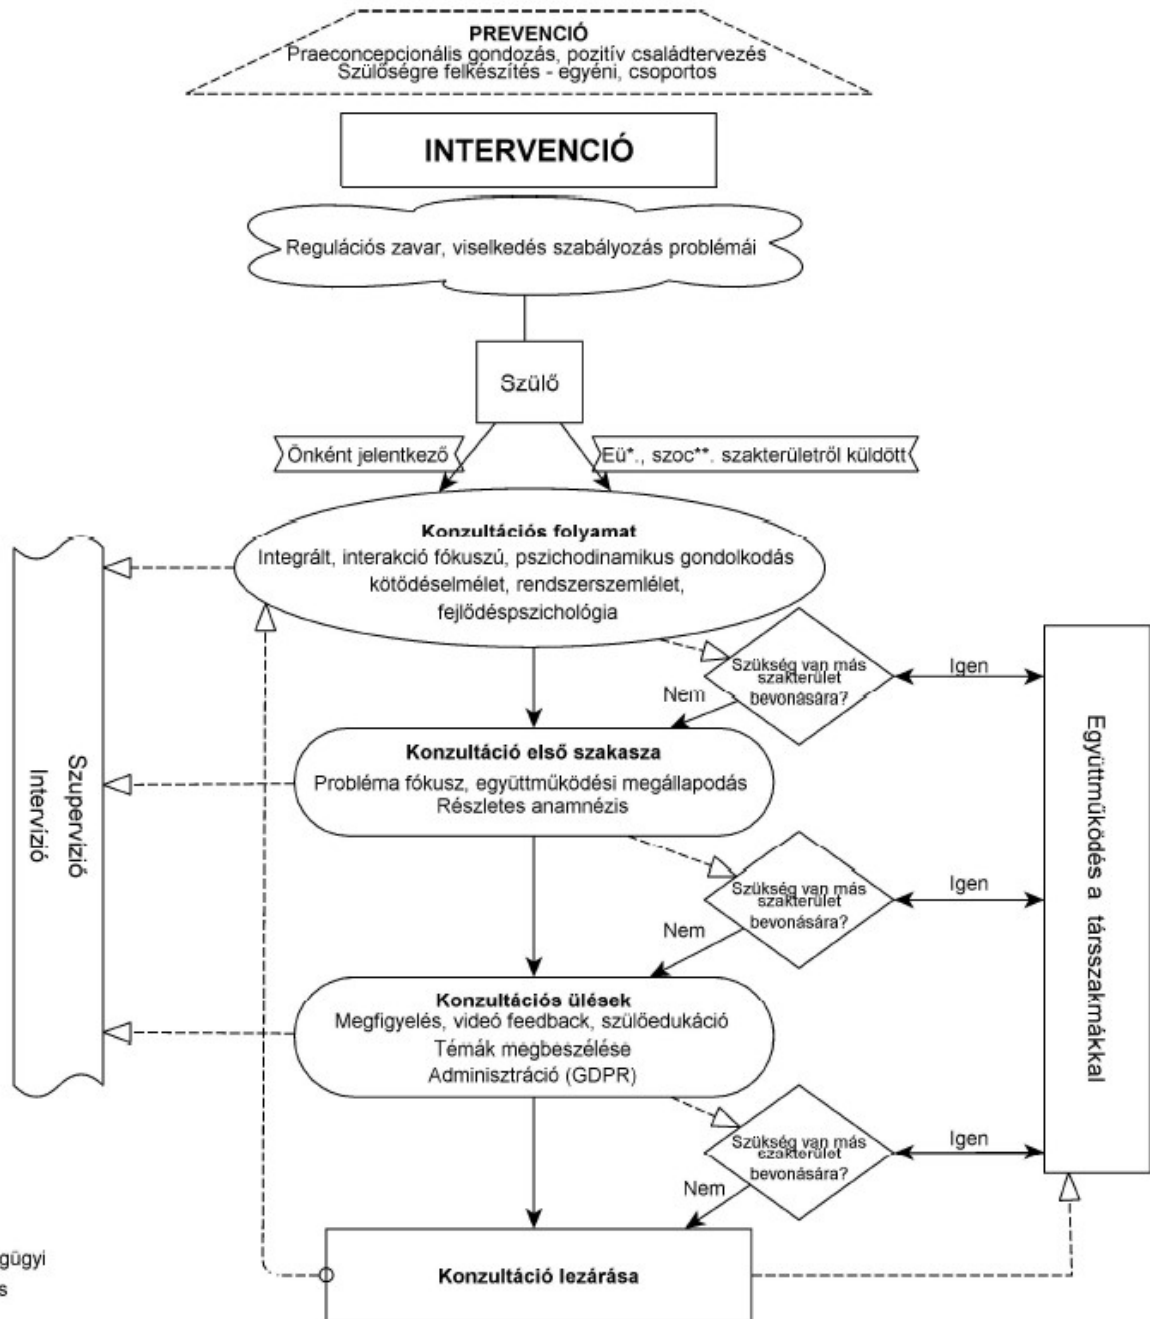 PREVENCIÓ
Praeconcepcionális gondozás, pozitív családtervezés
Szülőségre felkészítés - egyéni, csoportos
INTERVENCIÓ
Regulációs zavar, viselkedés szabályozás problémái
Szülő
Önként jelentkező
Eü*., szoc**. szakterületről küldött
Konzultációs folyamat
Integrált, interakció fókuszú, pszichodinamikus gondolkodás
kötődéselmélet, rendszerszemlélet,
fejlődéspszichológia
Szükség van más
szakterület
bevonására?
Igen
Nem
Konzultáció első szakasza
Probléma fókusz, együttműködési megállapodás
Részletes anamnézis
Szupervizió
Intervizió
Együttműködés a társszakmákkal
Szükség van más
szakterület
bevonására?
Igen
Nem
Konzultációs ülések
Megfigyelés, videó feedback, szülőedukáció
Témák megbeszélése
Adminisztráció (GDPR)
Szükség van más
szakterület
bevonására?
Igen
Nem
Konzultáció lezárása
gügyi
s